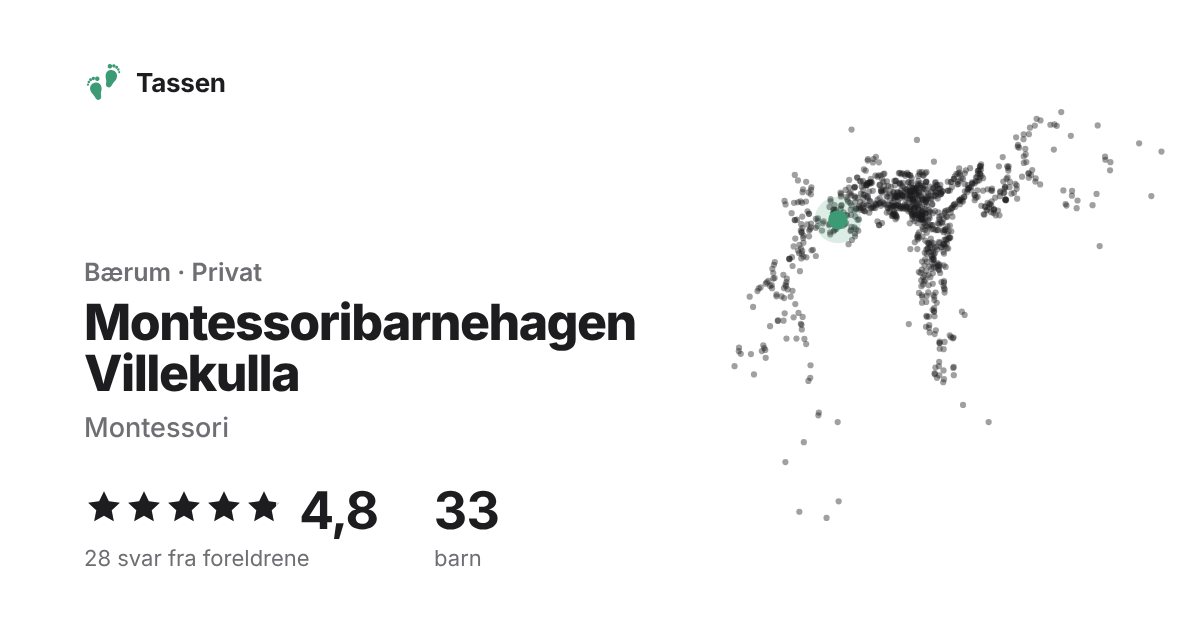 Tassen
Bærum · Privat
Montessoribarnehagen
Villekulla
Montessori
4,8
33
28 svar fra foreldrene
barn